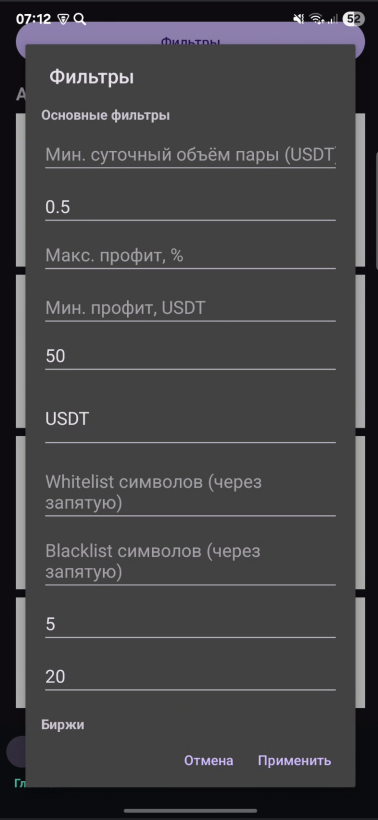 07:12
52
Фильтры
Фильтры
Основные фильтры
Мин. суточный объём пары (USDT
0.5
Макс. профит, %
Мин. профит, USDT
50
USDT
Whitelist символов (через
запятую)
Blacklist символов (через
запятую)
5
20
Биржи
Отмена Применить